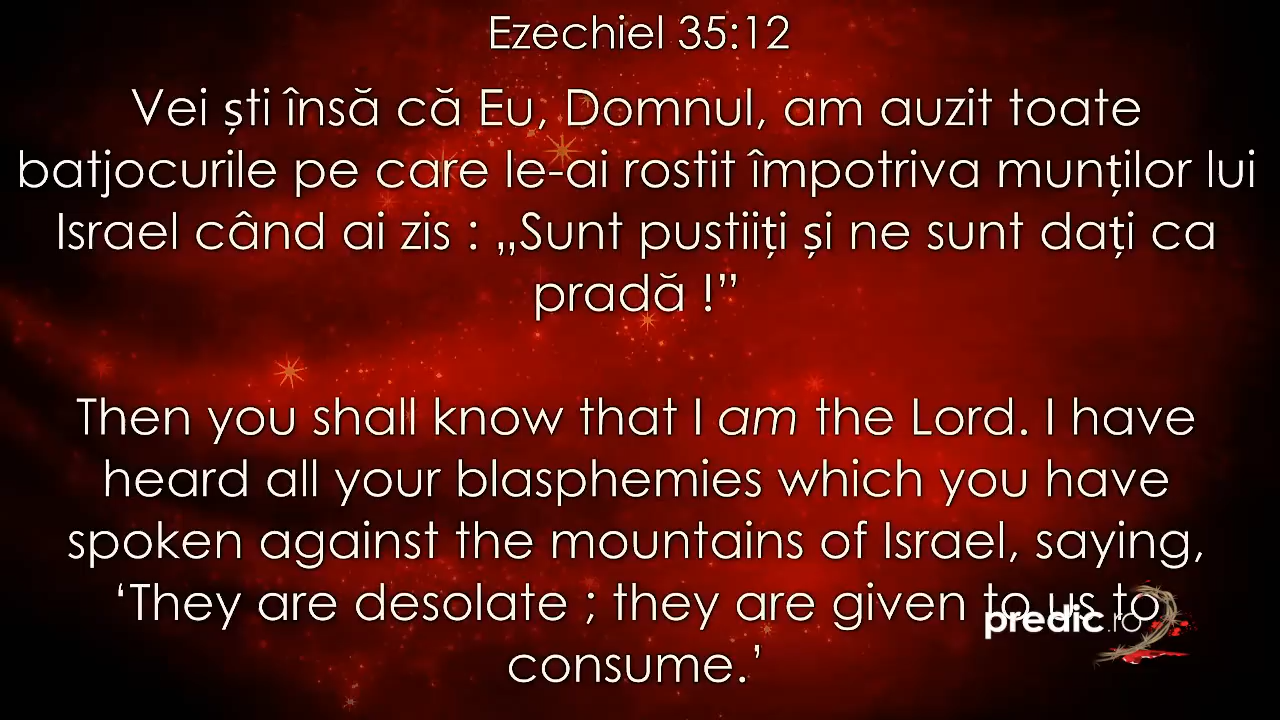 Ezechiel 35:12
Vei ști însă că Eu, Domnul, am auzit toate
batjocurile pe care le-ai rostit împotriva munților lui
Israel când ai zis : „Sunt pustiiți și ne sunt dați ca
pradă !”
Then you shall know that I am the Lord. I have
heard all your blasphemies which you have
spoken against the mountains of Israel, saying,
‘They are desolate ; they are given to us to
consume.’
predic.ro